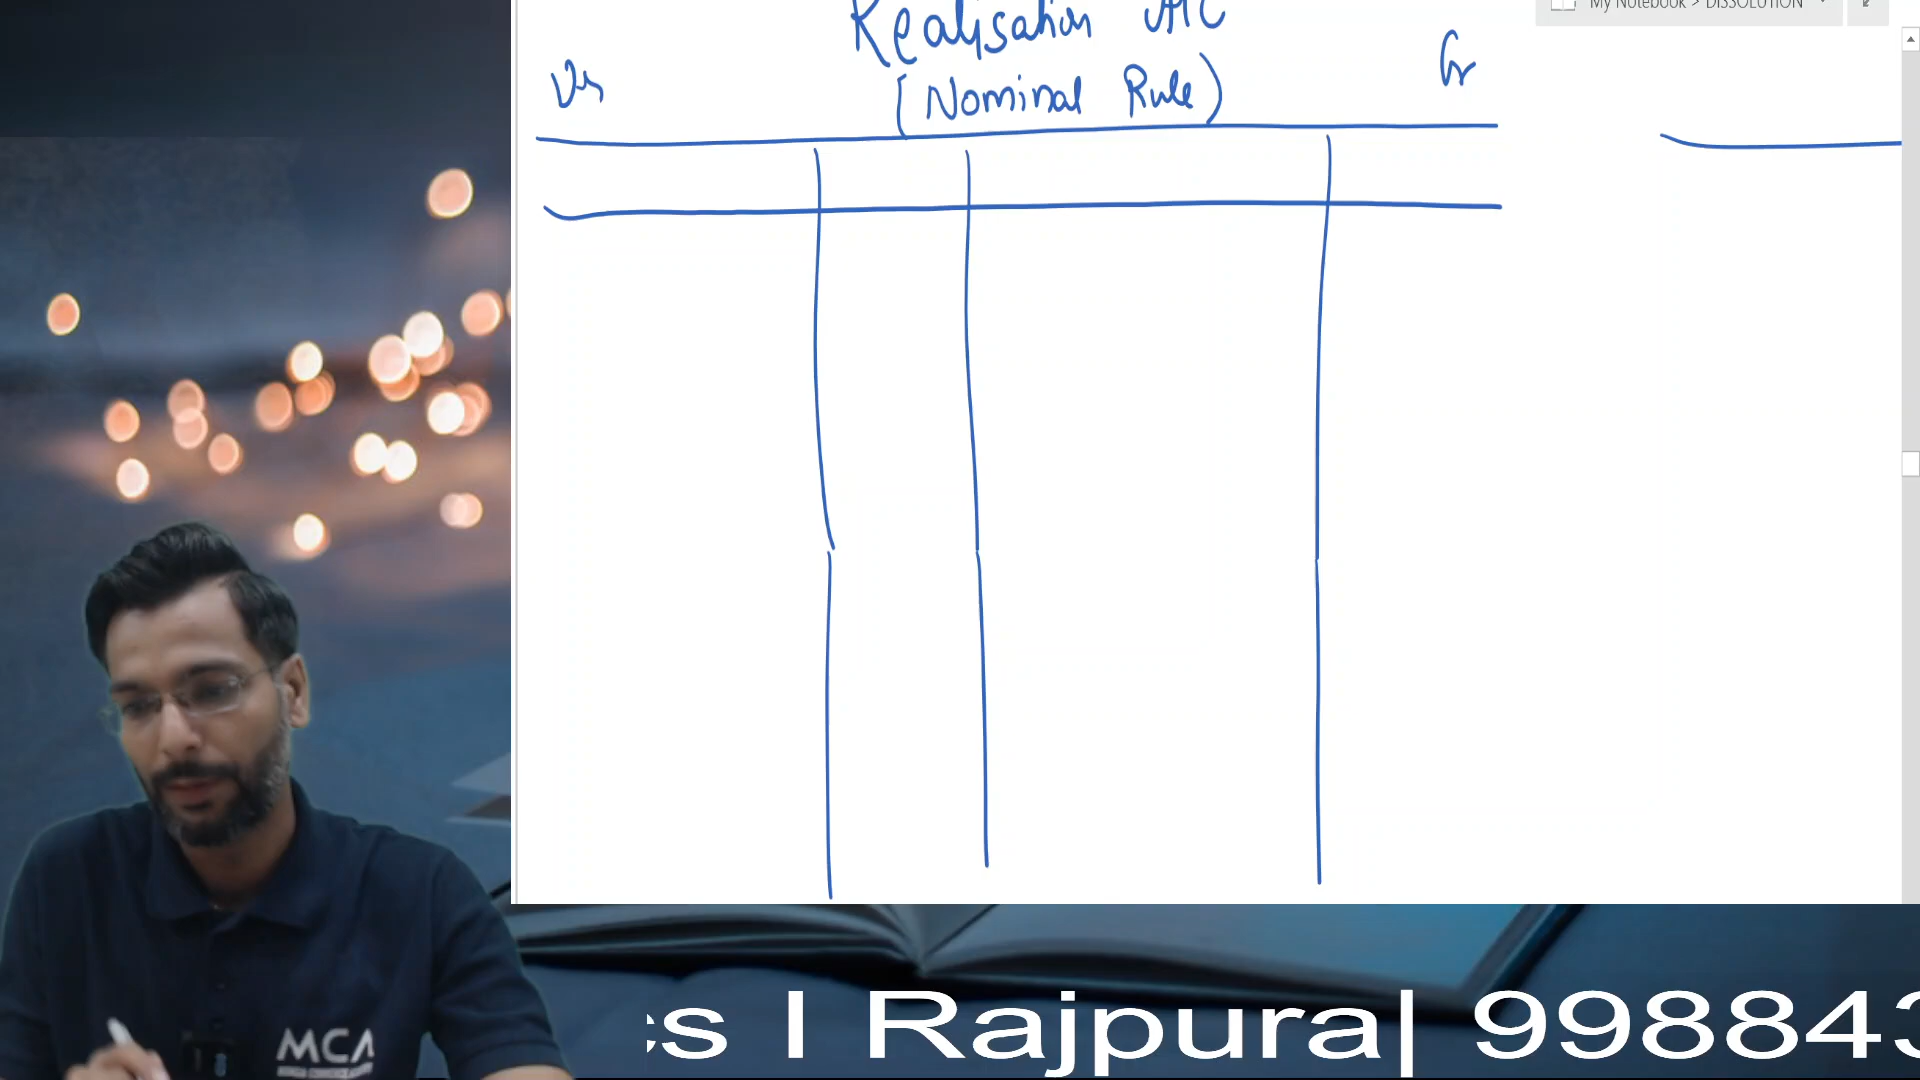 My Notebook > DISSOLUTION
Realisation A/C
Dr
Cr
[Nominal Rule)
MCA
s I Rajpura| 99884